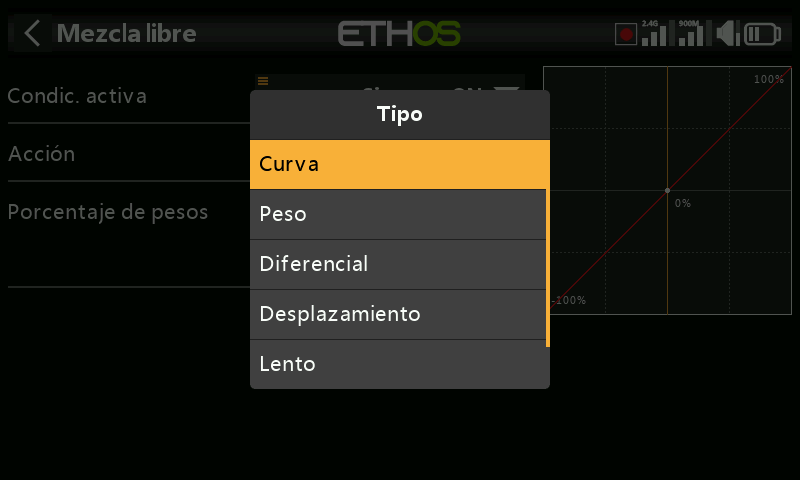 Mezcla libre
ETHOS
2.4G
900M
Condic. activa
Acción
Porcentaje de pesos
Tipo
Curva
Peso
Diferencial
Desplazamiento
Lento
100%
0%
-100%